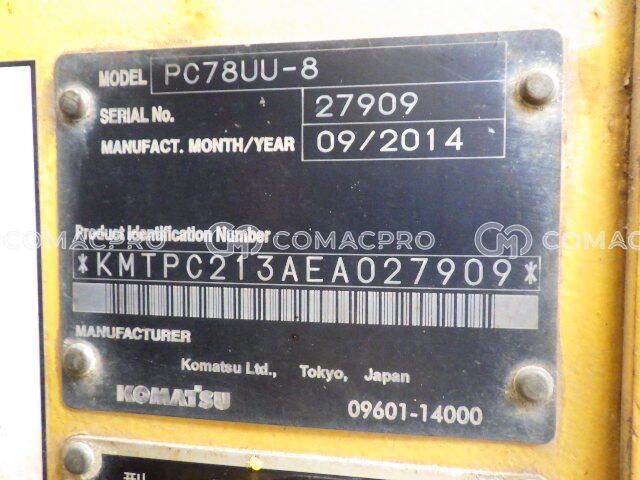 MODEL PC78UU-8
SERIAL No. 27909
MANUFACT. MONTH/YEAR 09/2014
Product Identification Number
COMACPRO COMACPRO COMACPRO
*KMTPC213AEA027909*
MANUFACTURER
Komatsu Ltd., Tokyo, Japan
KOMATSU 09601-14000